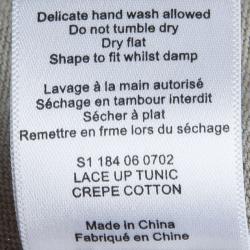 Delicate hand wash allowed
Do not tumble dry
Dry flat
Shape to fit whilst damp
Lavage à la main autorisé
Séchage en tambour interdit
Sécher à plat
Remettre en frme lors du séchage
S1 184 06 0702
LACE UP TUNIC
CREPE COTTON
Made in China
Fabriqué en Chine